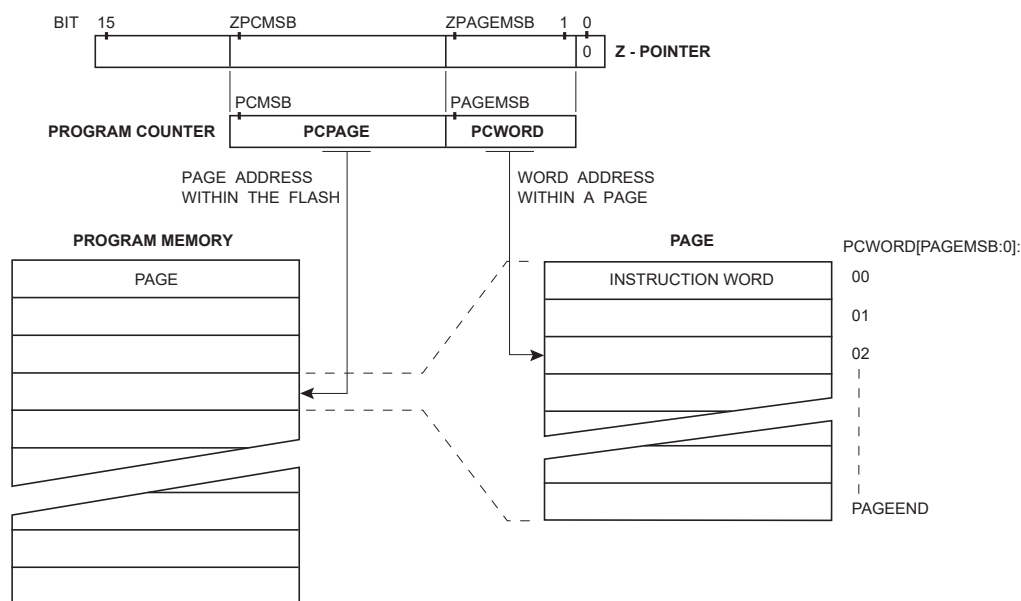 BIT 15 ZPCMSB ZPAGEMSB 1 0
0 Z - POINTER
PCMSB PAGEMSB
PROGRAM COUNTER PCPAGE PCWORD
PAGE ADDRESS
WITHIN THE FLASH
WORD ADDRESS
WITHIN A PAGE
PROGRAM MEMORY PAGE PCWORD[PAGEMSB:0]:
PAGE INSTRUCTION WORD 00
01
02
PAGEEND